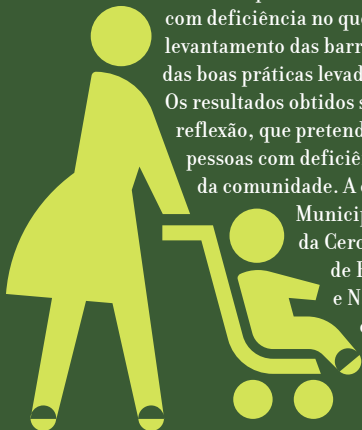 com deficiência no que
levantamento das barr
das boas práticas levad
Os resultados obtidos s
reflexão, que pretend
pessoas com deficiê
da comunidade. A
Municip
da Cerc
de
e N